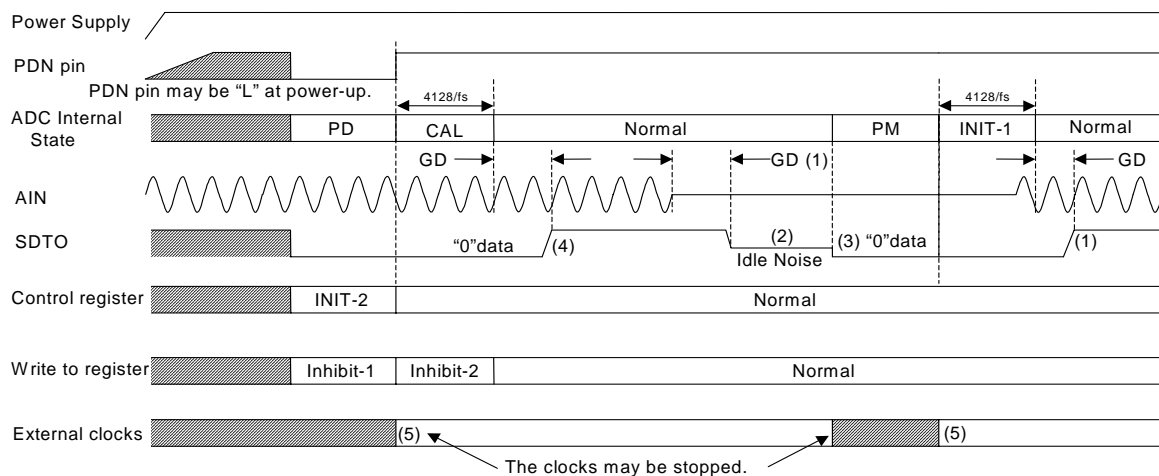 Power Supply
PDN pin
PDN pin may be “L” at power-up.
4128/fs
4128/fs
ADC Internal State
PD
CAL
Normal
PM
INIT-1
Normal
GD
GD (1)
GD
AIN
SDTO
“0”data
(4)
(2)
Idle Noise
(3) “0”data
(1)
Control register
INIT-2
Normal
Write to register
Inhibit-1
Inhibit-2
Normal
External clocks
(5)
(5)
The clocks may be stopped.